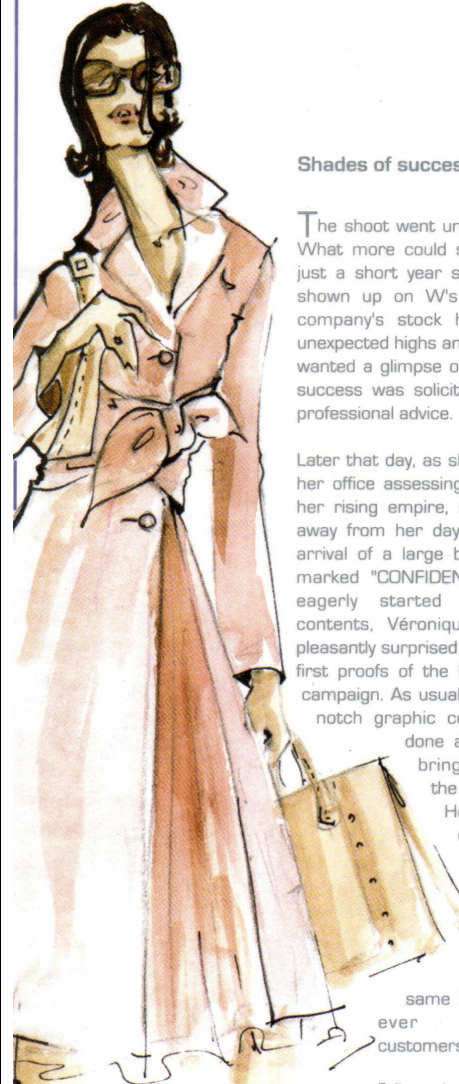 Shades of succes
The shoot went un
What more could s
just a short year s
shown up on W's
company's stock h
unexpected highs an
wanted a glimpse o
success was solicit
professional advice.
Later that day, as sh
her office assessing
her rising empire,
away from her day
arrival of a large b
marked "CONFIDEN
eagerly started
contents, Véroniqu
pleasantly surprised
first proofs of the
campaign. As usual
notch graphic co
done a
bring
the
He
same
ever
customers